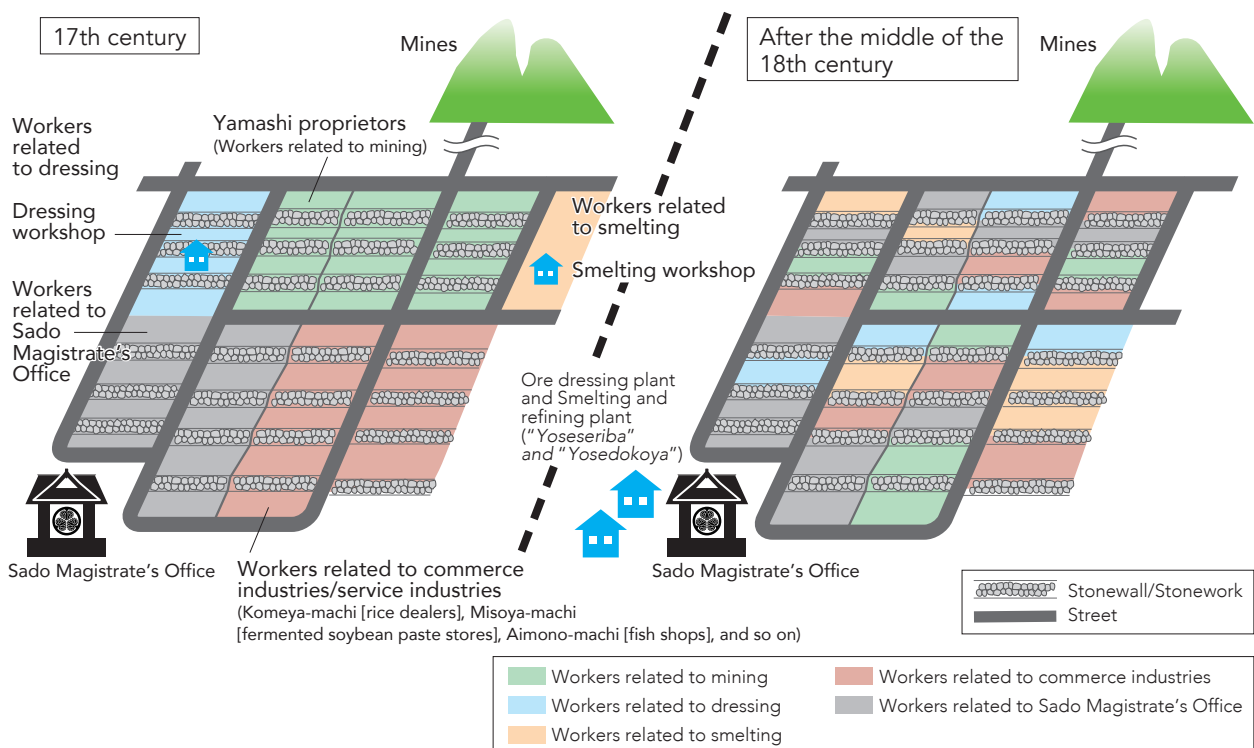 17th century
Mines
Workers
related
to dressing
Yamashi proprietors
(Workers related to mining)
Dressing
workshop
Workers related
to smelting
Smelting workshop
Workers
related to
Sado
Magistrate's
Office
Sado Magistrate's Office
Workers related to commerce
industries/service industries
(Komeya-machi [rice dealers], Misoya-machi
[fermented soybean paste stores], Aimono-machi [fish shops], and so on)
After the middle of the
18th century
Mines
Ore dressing plant
and Smelting and
refining plant
("Yoseseriba"
and "Yosedokoya")
Sado Magistrate's Office
Stonewall/Stonework
Street
Workers related to mining
Workers related to dressing
Workers related to smelting
Workers related to commerce industries
Workers related to Sado Magistrate's Office